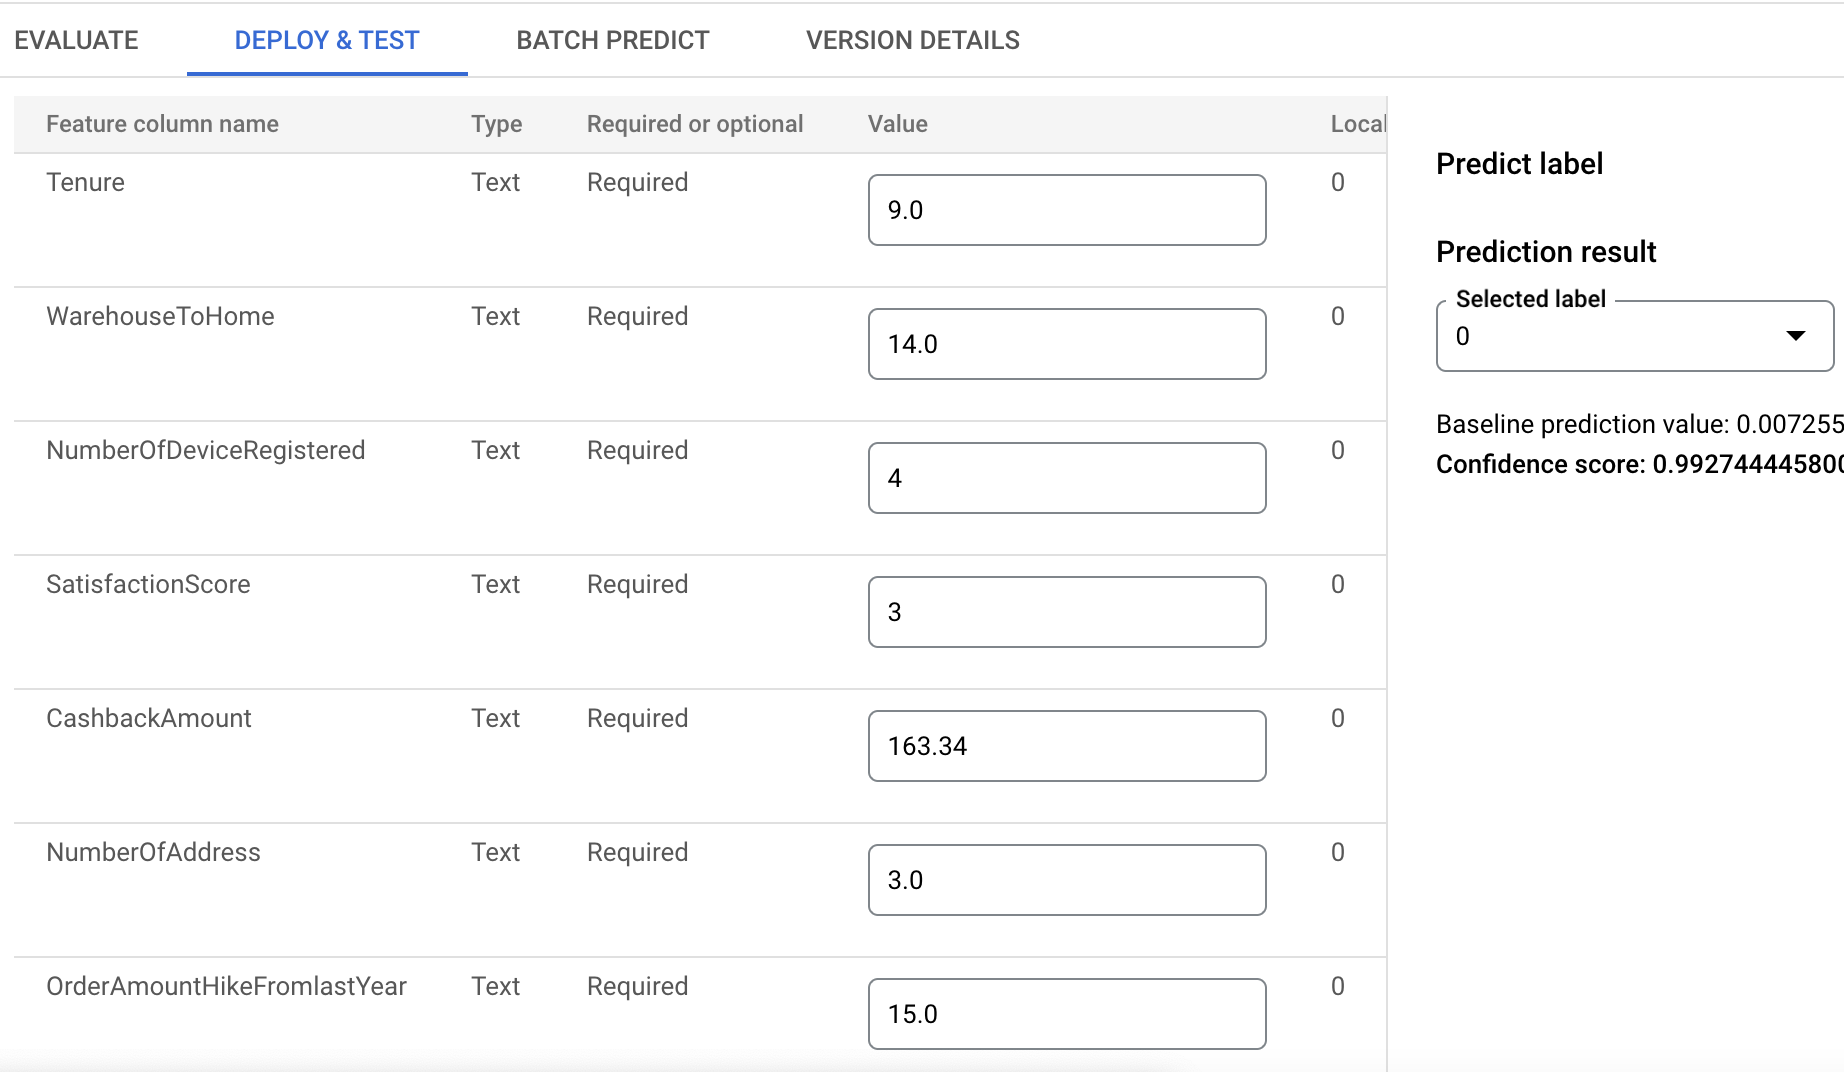 EVALUATE DEPLOY & TEST BATCH PREDICT VERSION DETAILS
Feature column name Type Required or optional Value Local
Tenure Text Required 9.0 0
WarehouseToHome Text Required 14.0 0
NumberOfDeviceRegistered Text Required 4 0
SatisfactionScore Text Required 3 0
CashbackAmount Text Required 163.34 0
NumberOfAddress Text Required 3.0 0
OrderAmountHikeFromlastYear Text Required 15.0 0
Predict label
Prediction result
Selected label
0
Baseline prediction value: 0.007255
Confidence score: 0.992744445800